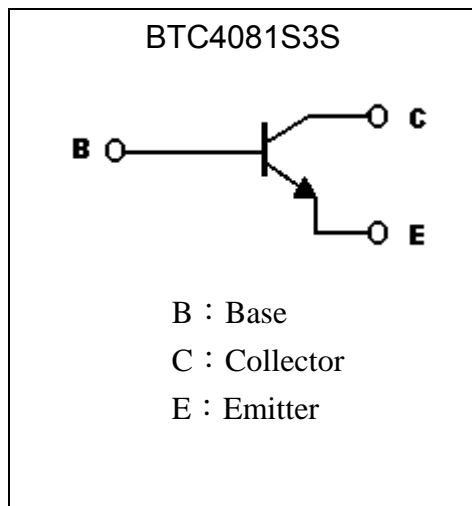 BTC4081S3S
C
B
E
B：Base
C：Collector
E：Emitter